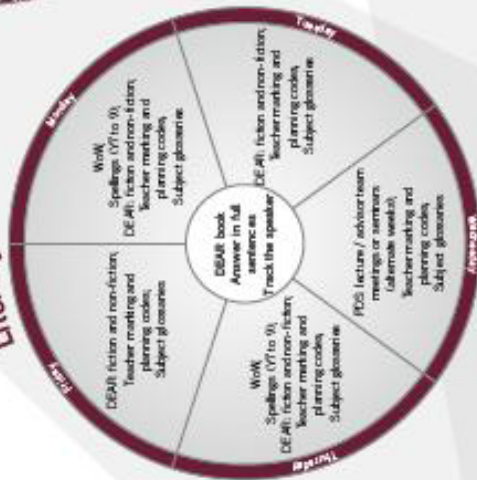 Monday
WoW;
Spellings (Y7 to 9);
DEAR: fiction and non-fiction;
Teacher marking and
planning codes;
Subject glossaries
Tuesday
DEAR: fiction and non-fiction;
Teacher marking and
planning codes;
Subject glossaries
Wednesday
PDS lecture / advisor team
meetings or seminars
(alternate weeks);
Teacher marking and
planning codes;
Subject glossaries
Thursday
WoW;
Spellings (Y7 to 9);
DEAR: fiction and non-fiction;
Teacher marking and
planning codes;
Subject glossaries
Friday
DEAR: fiction and non-fiction;
Teacher marking and
planning codes;
Subject glossaries
DEAR book
Answer in full
sentences
Track the speaker